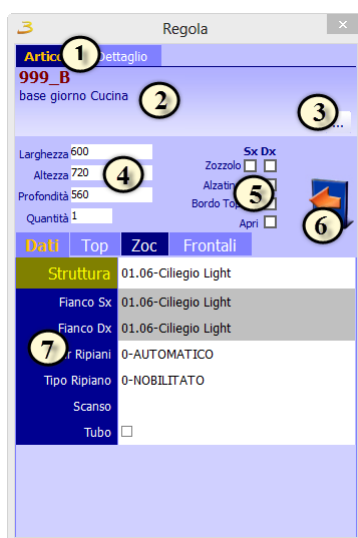 3 Regola ×
Artico 1 Dettaglio
999_B
base giorno Cucina 2
3 ...
Sx Dx
Larghezza 600
Zozzolo
Altezza 720 4
Alzatin 5
Profondità 560
Bordo Top
Quantità 1
Apri
6
Dati Top Zoc Frontali
Struttura 01.06-Ciliegio Light
Fianco Sx 01.06-Ciliegio Light
Fianco Dx 01.06-Ciliegio Light
7 Ripiani 0-AUTOMATICO
Tipo Ripiano 0-NOBILITATO
Scanso
Tubo